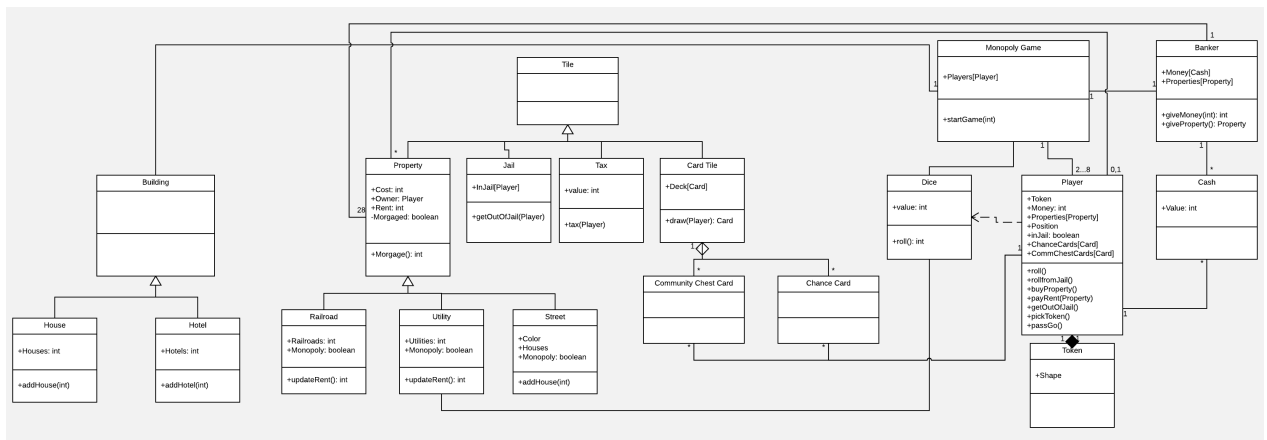 Monopoly Game
+Players[Player]
+startGame(int)
Banker
+Money[Cash]
+Properties[Property]
+giveMoney(int): int
+giveProperty(): Property
1
1
1
1
1
Tile
1
2...8
0,1
1
*
*
Building
Property
+Cost: int
+Owner: Player
+Rent: int
-Morgaged: boolean
+Morgage(): int
28
Jail
+InJail[Player]
+getOutOfJail(Player)
Tax
+value: int
+tax(Player)
Card Tile
+Deck[Card]
+draw(Player): Card
1
Dice
+value: int
+roll(): int
Player
+Token
+Money: int
+Properties[Property]
+Position
+inJail: boolean
+ChanceCards[Card]
+CommChestCards[Card]
+roll()
+rollfromJail()
+buyProperty()
+payRent(Property)
+getOutOfJail()
+pickToken()
+passGo()
1
1
1
Cash
+Value: int
*
*
*
Community Chest Card
Chance Card
*
*
House
+Houses: int
+addHouse(int)
Hotel
+Hotels: int
+addHotel(int)
Railroad
+Railroads: int
+Monopoly: boolean
+updateRent(): int
Utility
+Utilities: int
+Monopoly: boolean
+updateRent(): int
Street
+Color
+Houses
+Monopoly: boolean
+addHouse(int)
Token
+Shape